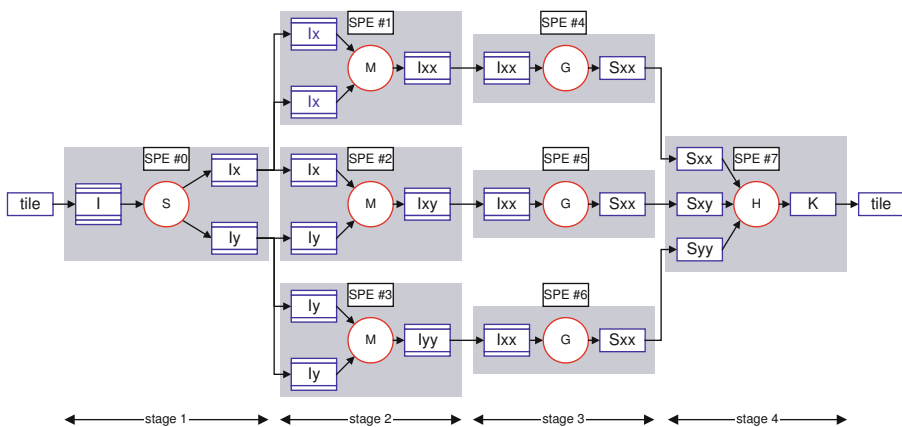 SPE #1
SPE #4
Ix
M
Ixx
Ixx
G
Sxx
Ix
SPE #0
SPE #2
SPE #5
SPE #7
Ix
Ix
Sxx
tile
I
S
M
Ixy
Ixx
G
Sxx
Sxy
H
K
tile
Iy
Iy
Syy
SPE #3
SPE #6
Iy
M
Iyy
Ixx
G
Sxx
Iy
stage 1
stage 2
stage 3
stage 4